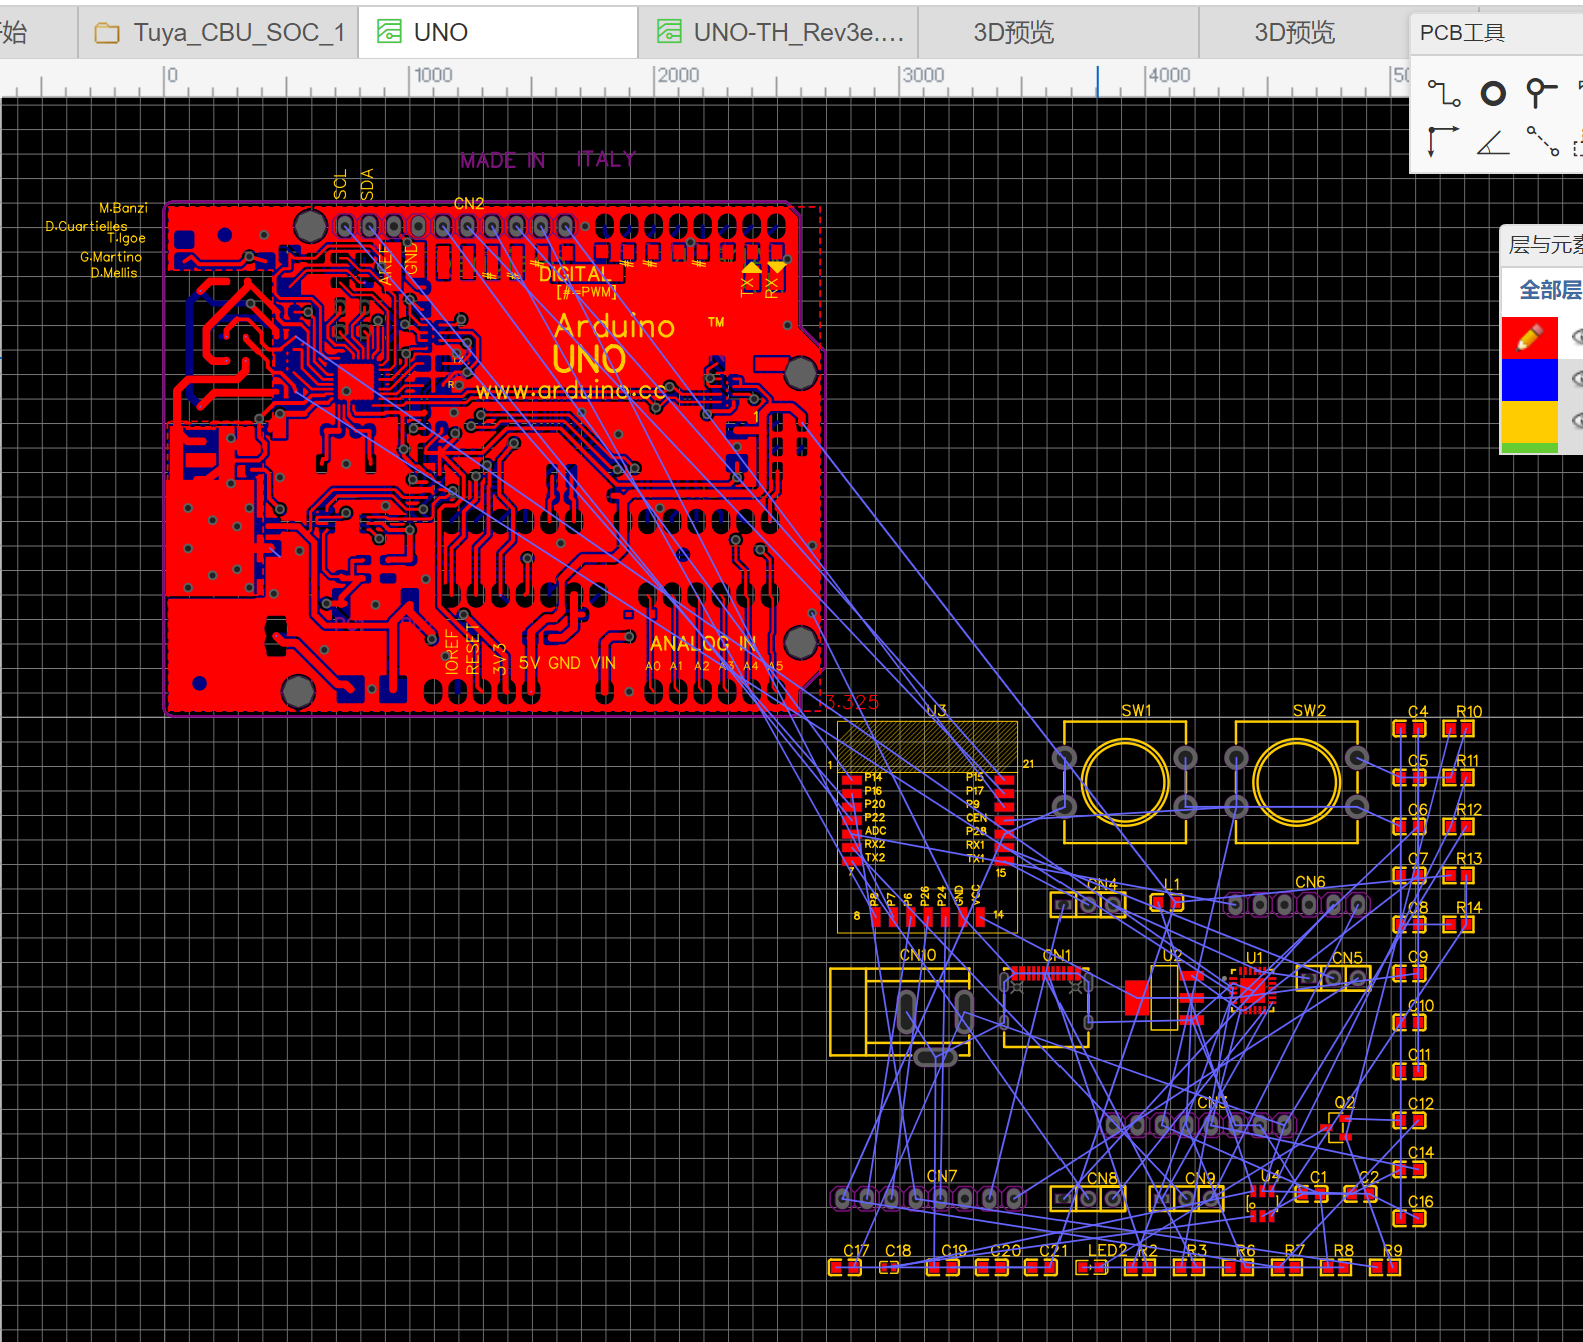 始
Tuya_CBU_SOC_1
UNO
UNO-TH_Rev3e....
3D预览
3D预览
PCB工具
0
1000
2000
3000
4000
层与元素
全部层
MADE IN ITALY
SCL
SDA
CN2
M.Banzi
D.Cuartielles
T.Igoe
G.Martino
D.Mellis
AREF
GND
#
#
#
#
#
#
DIGITAL
[#=PWM]
TX
RX
Arduino
TM
UNO
www.arduino.cc
1
IOREF
RESET
3V3
5V GND VIN
ANALOG IN
A0 A1 A2 A3 A4 A5
3.325
U3
1
21
P14
P16
P20
P22
ADC
RX2
TX2
7
P15
P17
P9
CEN
P28
RX1
TX1
15
8
P8
P7
P6
P26
P24
GND
VCC
14
SW1
SW2
C4
R10
C5
R11
C6
R12
C7
R13
C8
R14
C9
C10
C11
C12
C14
C16
CN4
L1
CN6
CN10
CN1
U2
U1
CN5
CN3
Q2
CN7
CN8
CN9
U4
C1
C2
C17
C18
C19
C20
C21
LED2
R2
R3
R6
R7
R8
R9